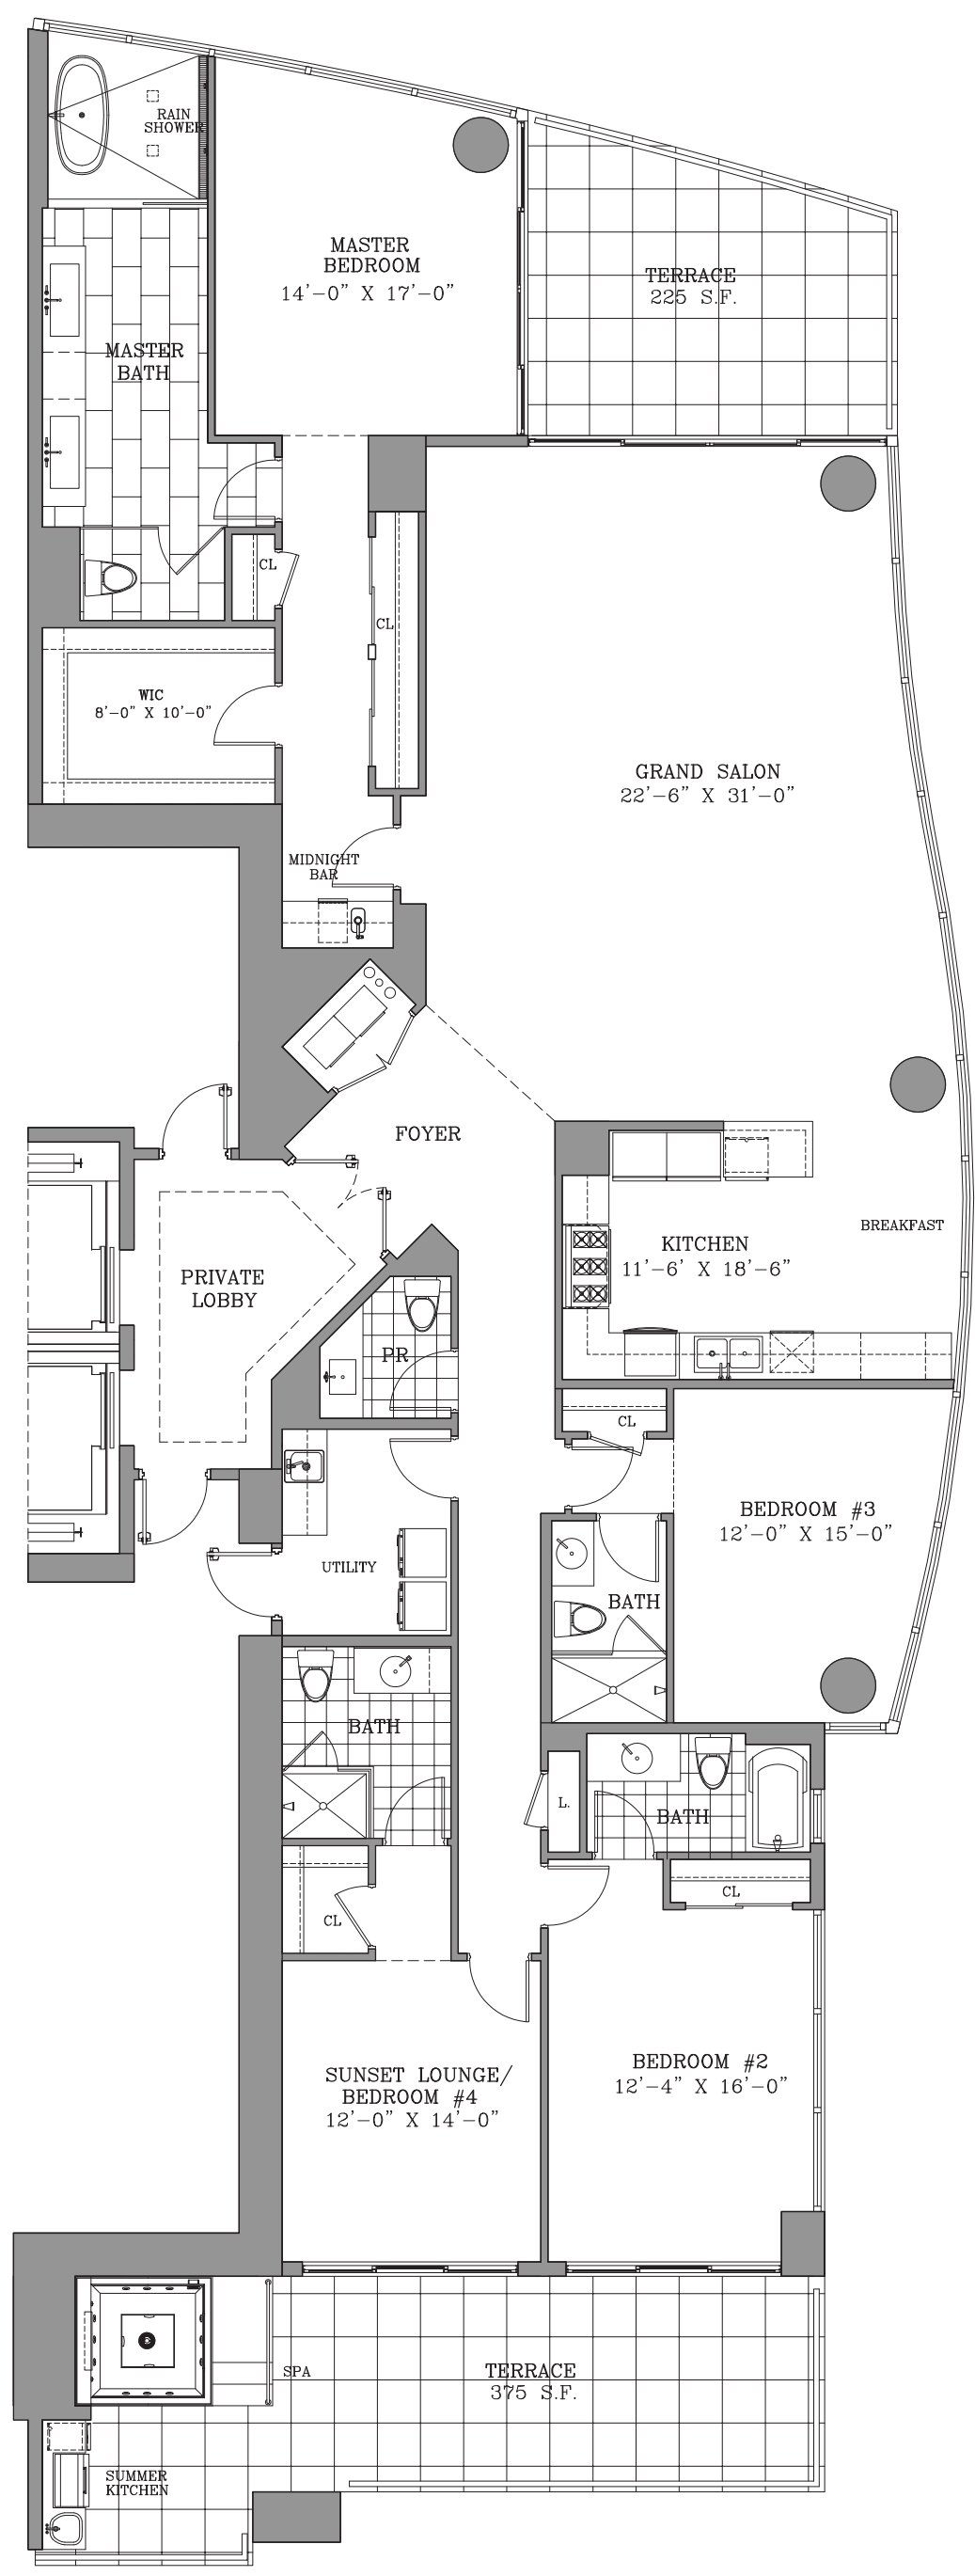 RAIN
SHOWER
MASTER
BEDROOM
14'-0" X 17'-0"
TERRACE
225 S.F.
MASTER
BATH
CL
CL
WIC
8'-0" X 10'-0"
GRAND SALON
22'-6" X 31'-0"
MIDNIGHT
BAR
FOYER
BREAKFAST
KITCHEN
11'-6' X 18'-6"
PRIVATE
LOBBY
PR
CL
BEDROOM #3
12'-0" X 15'-0"
UTILITY
BATH
BATH
L.
BATH
CL
CL
SUNSET LOUNGE/
BEDROOM #4
12'-0" X 14'-0"
BEDROOM #2
12'-4" X 16'-0"
SPA
TERRACE
375 S.F.
SUMMER
KITCHEN